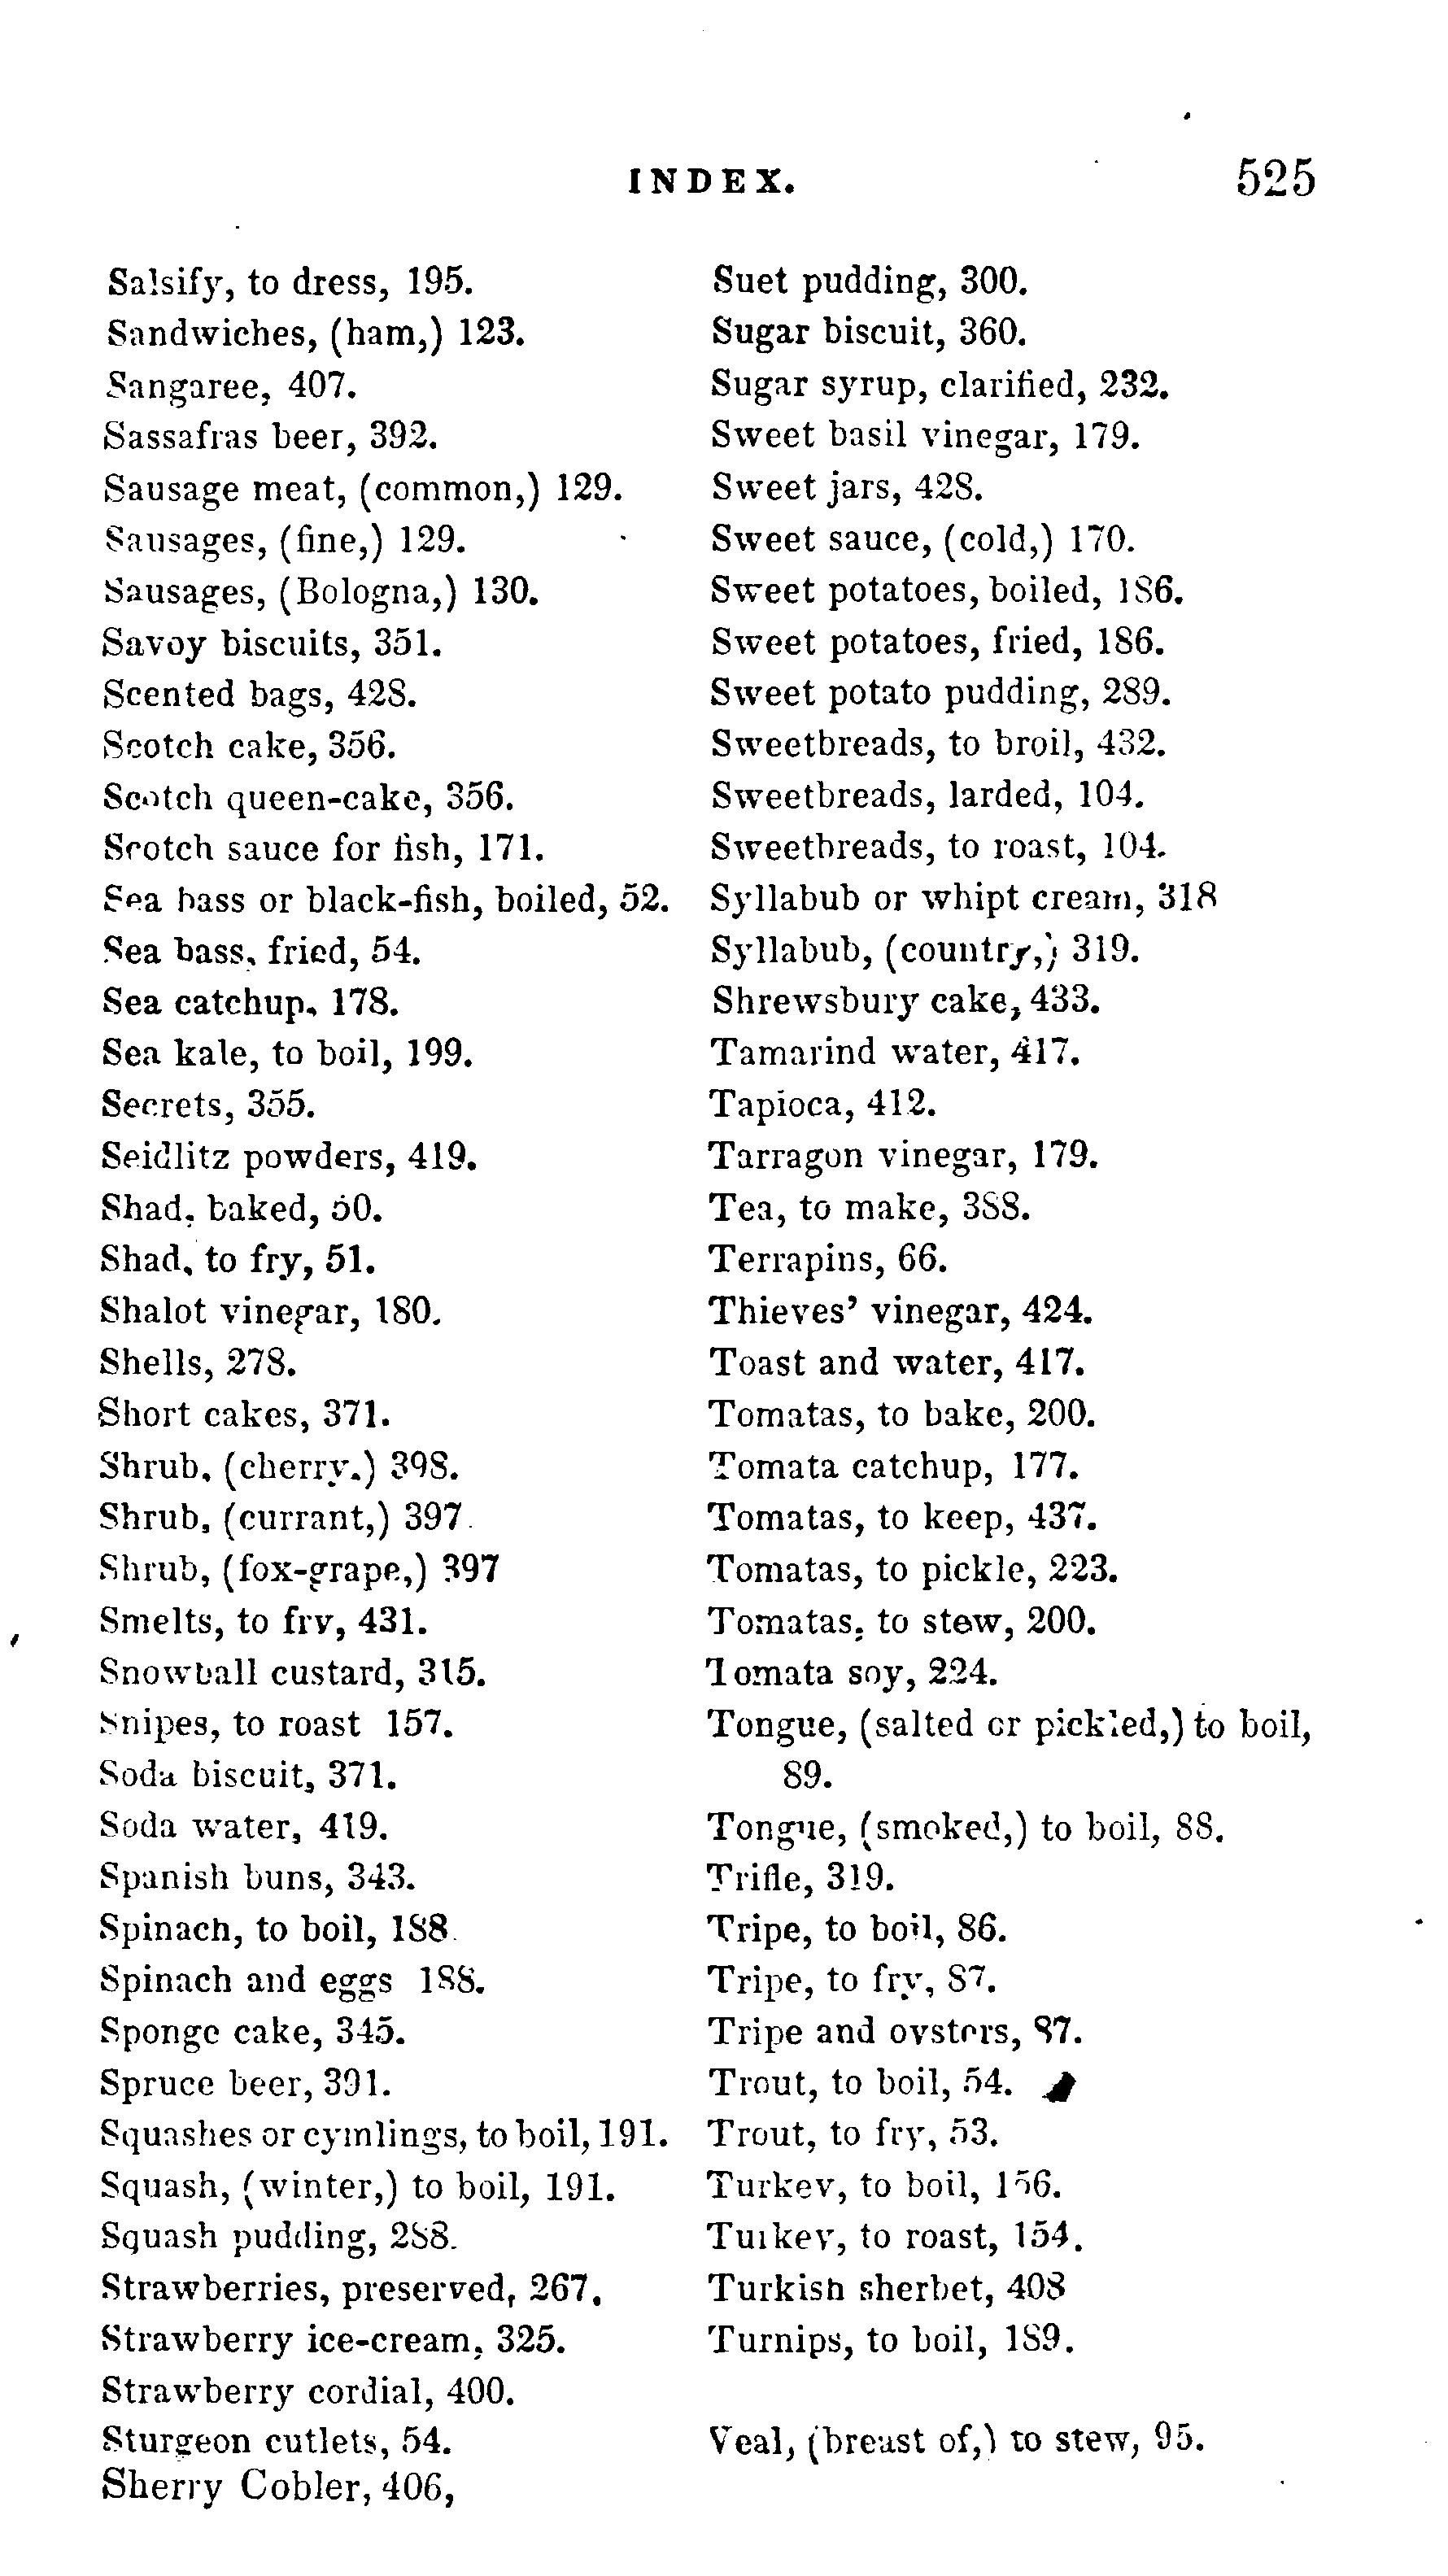 INDEX. 525
Salsify, to dress, 195.
Sandwiches, (ham,) 123.
Sangaree, 407.
Sassafras beer, 392.
Sausage meat, (common,) 129.
Sausages, (fine,) 129.
Sausages, (Bologna,) 130.
Savoy biscuits, 351.
Scented bags, 428.
Scotch cake, 356.
Scotch queen-cake, 356.
Scotch sauce for fish, 171.
Sea bass or black-fish, boiled, 52.
Sea bass, fried, 54.
Sea catchup, 178.
Sea kale, to boil, 199.
Secrets, 355.
Seidlitz powders, 419.
Shad, baked, 50.
Shad, to fry, 51.
Shalot vinegar, 180.
Shells, 278.
Short cakes, 371.
Shrub, (cherry.) 398.
Shrub, (currant,) 397.
Shrub, (fox-grape,) 397
Smelts, to fry, 431.
Snowball custard, 315.
Snipes, to roast 157.
Soda biscuit, 371.
Soda water, 419.
Spanish buns, 343.
Spinach, to boil, 188.
Spinach and eggs 188.
Sponge cake, 345.
Spruce beer, 391.
Squashes or cymlings, to boil, 191.
Squash, (winter,) to boil, 191.
Squash pudding, 288.
Strawberries, preserved, 267.
Strawberry ice-cream, 325.
Strawberry cordial, 400.
Sturgeon cutlets, 54.
Sherry Cobler, 406,
Suet pudding, 300.
Sugar biscuit, 360.
Sugar syrup, clarified, 232.
Sweet basil vinegar, 179.
Sweet jars, 428.
Sweet sauce, (cold,) 170.
Sweet potatoes, boiled, 186.
Sweet potatoes, fried, 186.
Sweet potato pudding, 289.
Sweetbreads, to broil, 432.
Sweetbreads, larded, 104.
Sweetbreads, to roast, 104.
Syllabub or whipt cream, 318
Syllabub, (country,) 319.
Shrewsbury cake, 433.
Tamarind water, 417.
Tapioca, 412.
Tarragon vinegar, 179.
Tea, to make, 388.
Terrapins, 66.
Thieves' vinegar, 424.
Toast and water, 417.
Tomatas, to bake, 200.
Tomata catchup, 177.
Tomatas, to keep, 437.
Tomatas, to pickle, 223.
Tomatas, to stew, 200.
Tomata soy, 224.
Tongue, (salted or pickled,) to boil,
89.
Tongue, (smoked,) to boil, 88.
Trifle, 319.
Tripe, to boil, 86.
Tripe, to fry, 87.
Tripe and oysters, 87.
Trout, to boil, 54.
Trout, to fry, 53.
Turkey, to boil, 156.
Turkey, to roast, 154.
Turkish sherbet, 408
Turnips, to boil, 189.
Veal, (breast of,) to stew, 95.